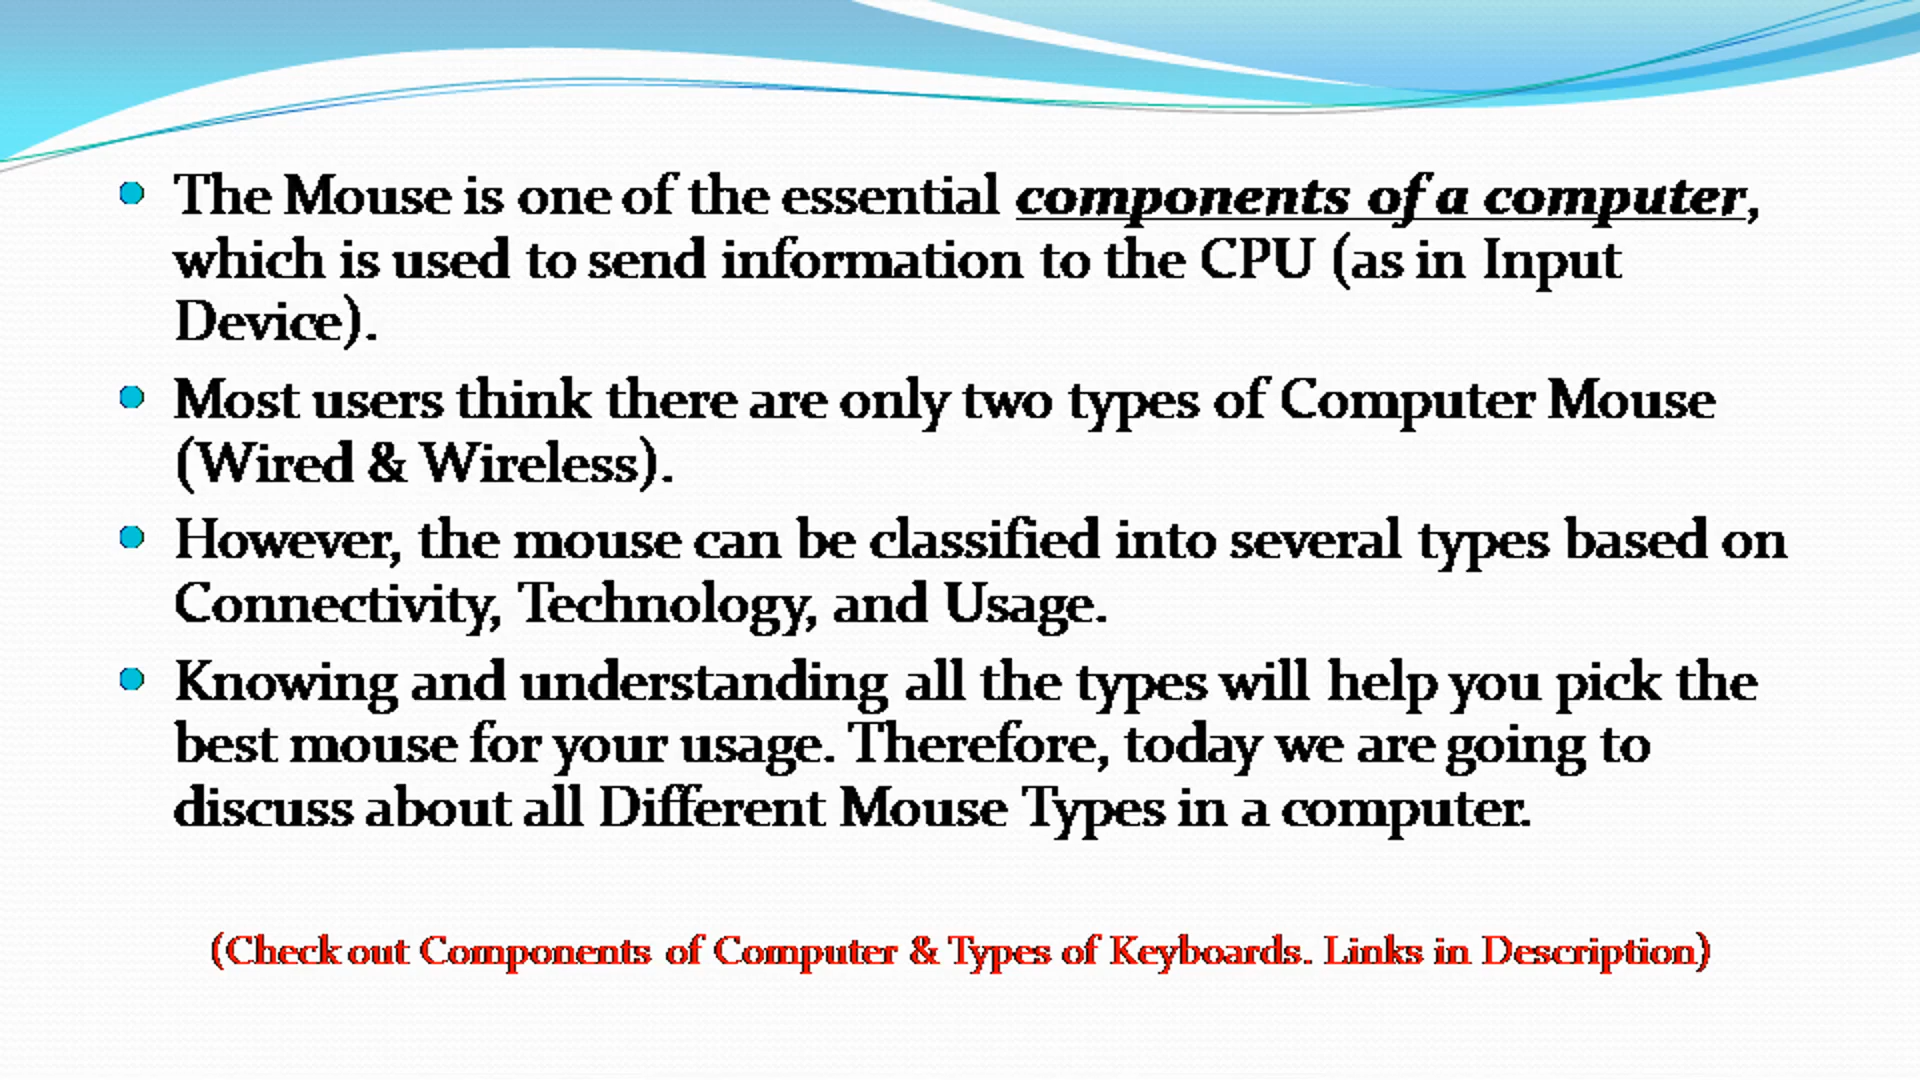 The Mouse is one of the essential components of a computer,
which is used to send information to the CPU (as in Input
Device).
Most users think there are only two types of Computer Mouse
(Wired & Wireless).
However, the mouse can be classified into several types based on
Connectivity, Technology, and Usage.
Knowing and understanding all the types will help you pick the
best mouse for your usage. Therefore, today we are going to
discuss about all Different Mouse Types in a computer.
(Check out Components of Computer & Types of Keyboards. Links in Description)